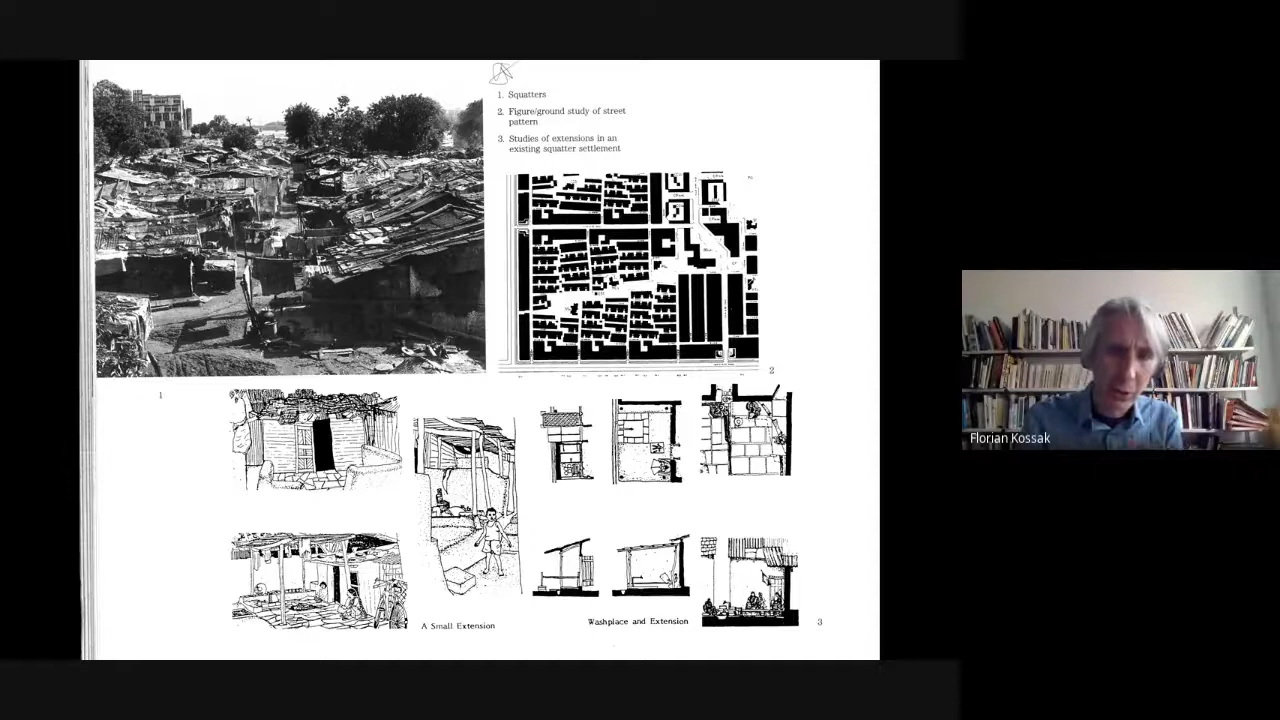 1. Squatters
2. Figure/ground study of street
pattern
3. Studies of extensions in an
existing squatter settlement
2
1
Florian Kossak
A Small Extension
Washplace and Extension
3